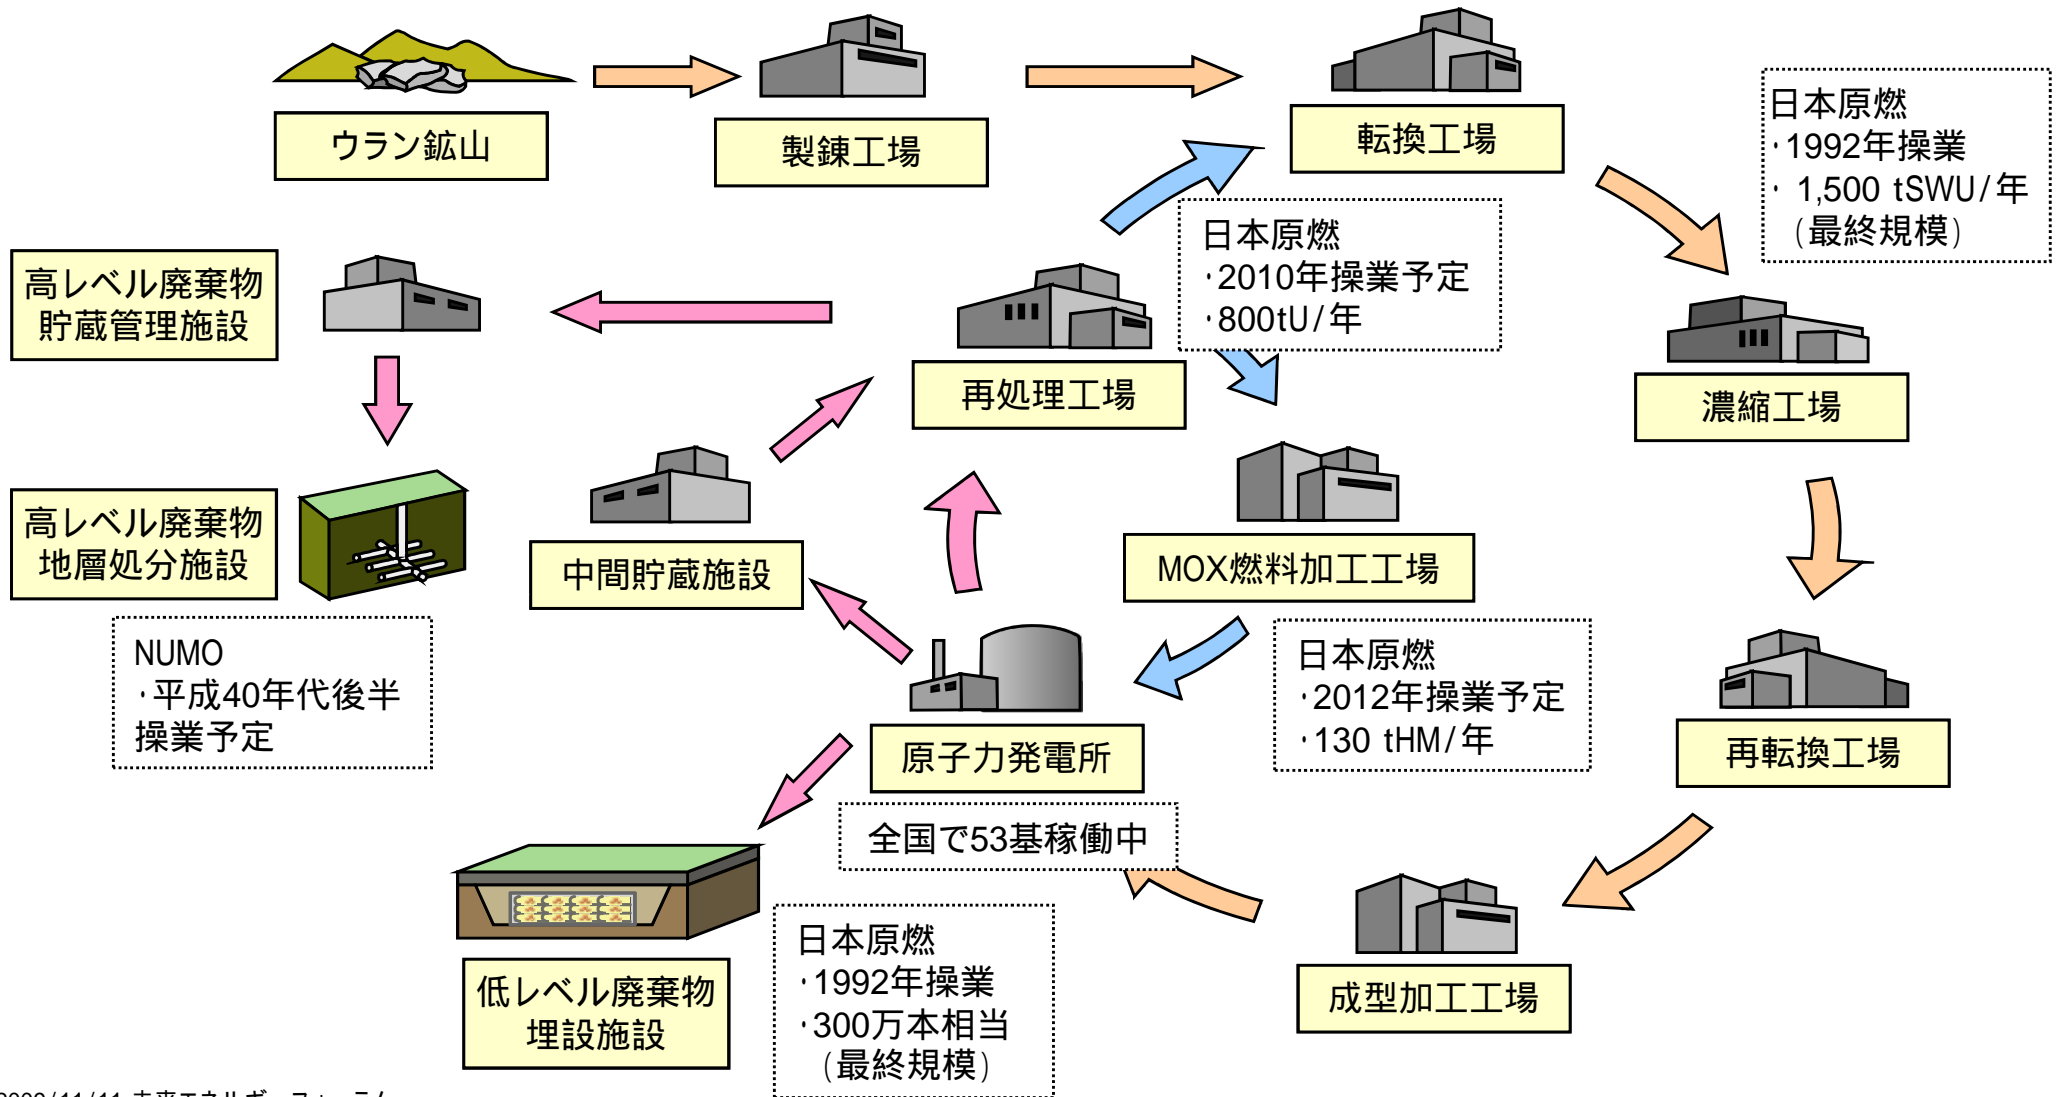 ウラン鉱山
製錬工場
転換工場
日本原燃
・1992年操業
・ 1,500 tSWU/年
(最終規模)
日本原燃
・2010年操業予定
・800tU/年
高レベル廃棄物
貯蔵管理施設
再処理工場
濃縮工場
高レベル廃棄物
地層処分施設
中間貯蔵施設
MOX燃料加工工場
NUMO
・平成40年代後半
操業予定
日本原燃
・2012年操業予定
・130 tHM/年
原子力発電所
再転換工場
全国で53基稼働中
低レベル廃棄物
埋設施設
日本原燃
・1992年操業
・300万本相当
(最終規模)
成型加工工場